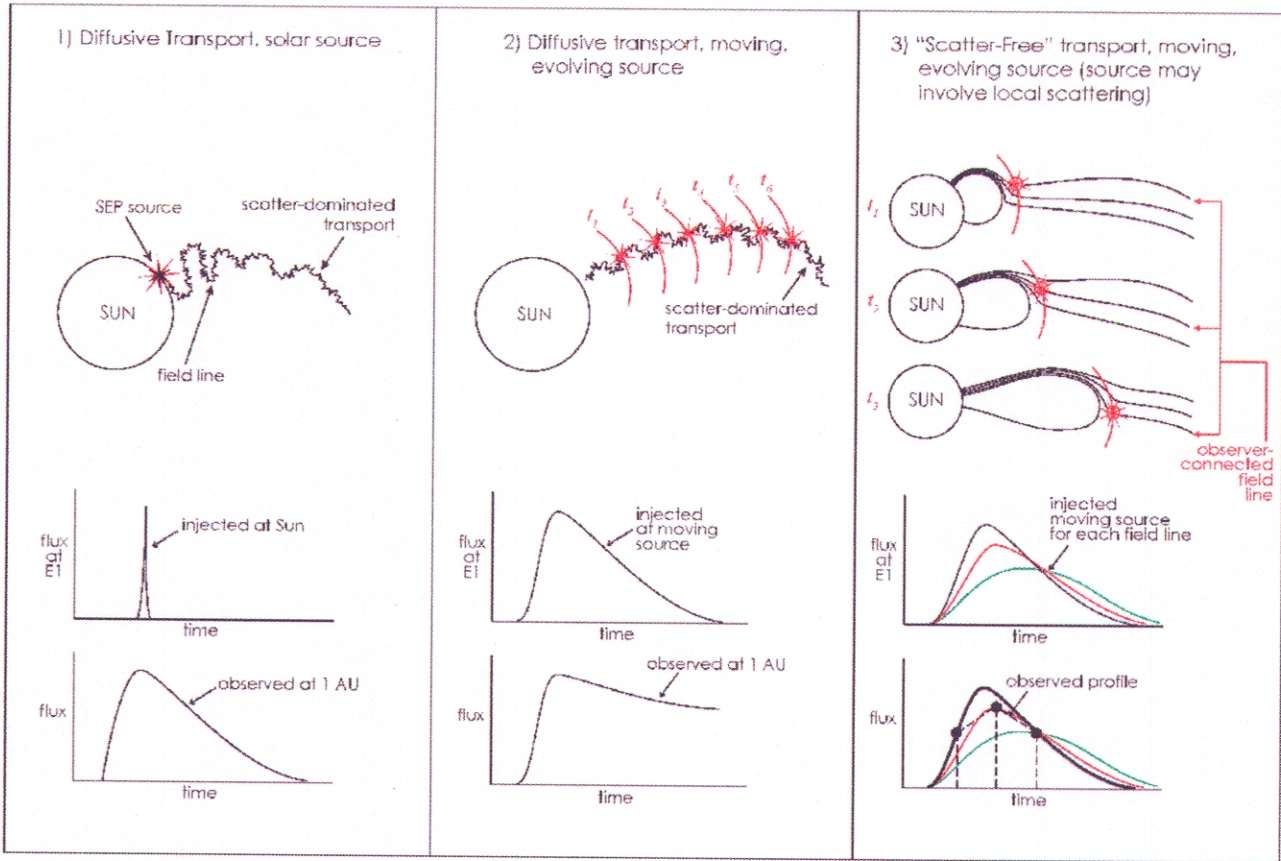 1) Diffusive Transport, solar source
SEP source
scatter-dominated
transport
SUN
field line
flux
at
E1
injected at Sun
time
flux
observed at 1 AU
time
2) Diffusive transport, moving,
evolving source
t1 t2 t3 t4 t5 t6
SUN
scatter-dominated
transport
flux
at
E1
injected
at moving
source
time
flux
observed at 1 AU
time
3) "Scatter-Free" transport, moving,
evolving source (source may
involve local scattering)
t1
SUN
t2
SUN
t3
SUN
observer-
connected
field
line
flux
at
E1
injected
moving source
for each field line
time
flux
observed profile
time